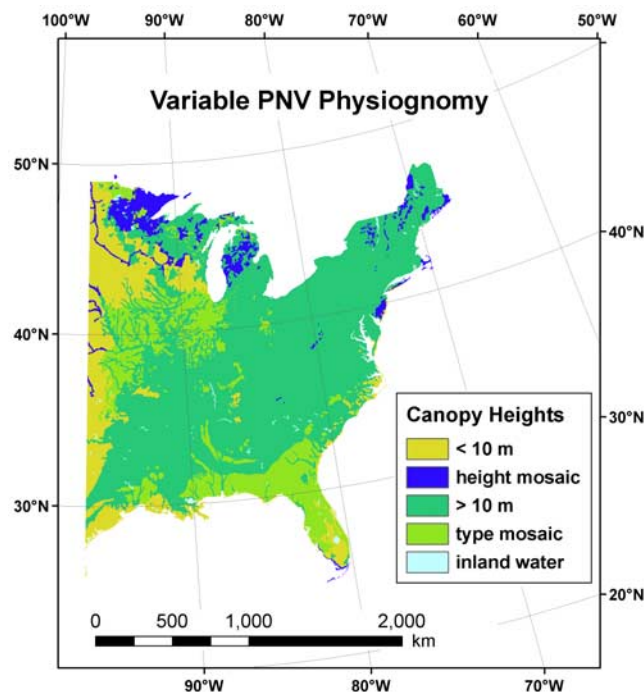 100°W 90°W 80°W 70°W 60°W 50°W
Variable PNV Physiognomy
50°N
40°N
40°N
30°N
30°N
20°N
Canopy Heights
< 10 m
height mosaic
> 10 m
type mosaic
inland water
0 500 1,000 2,000
km
90°W 80°W 70°W